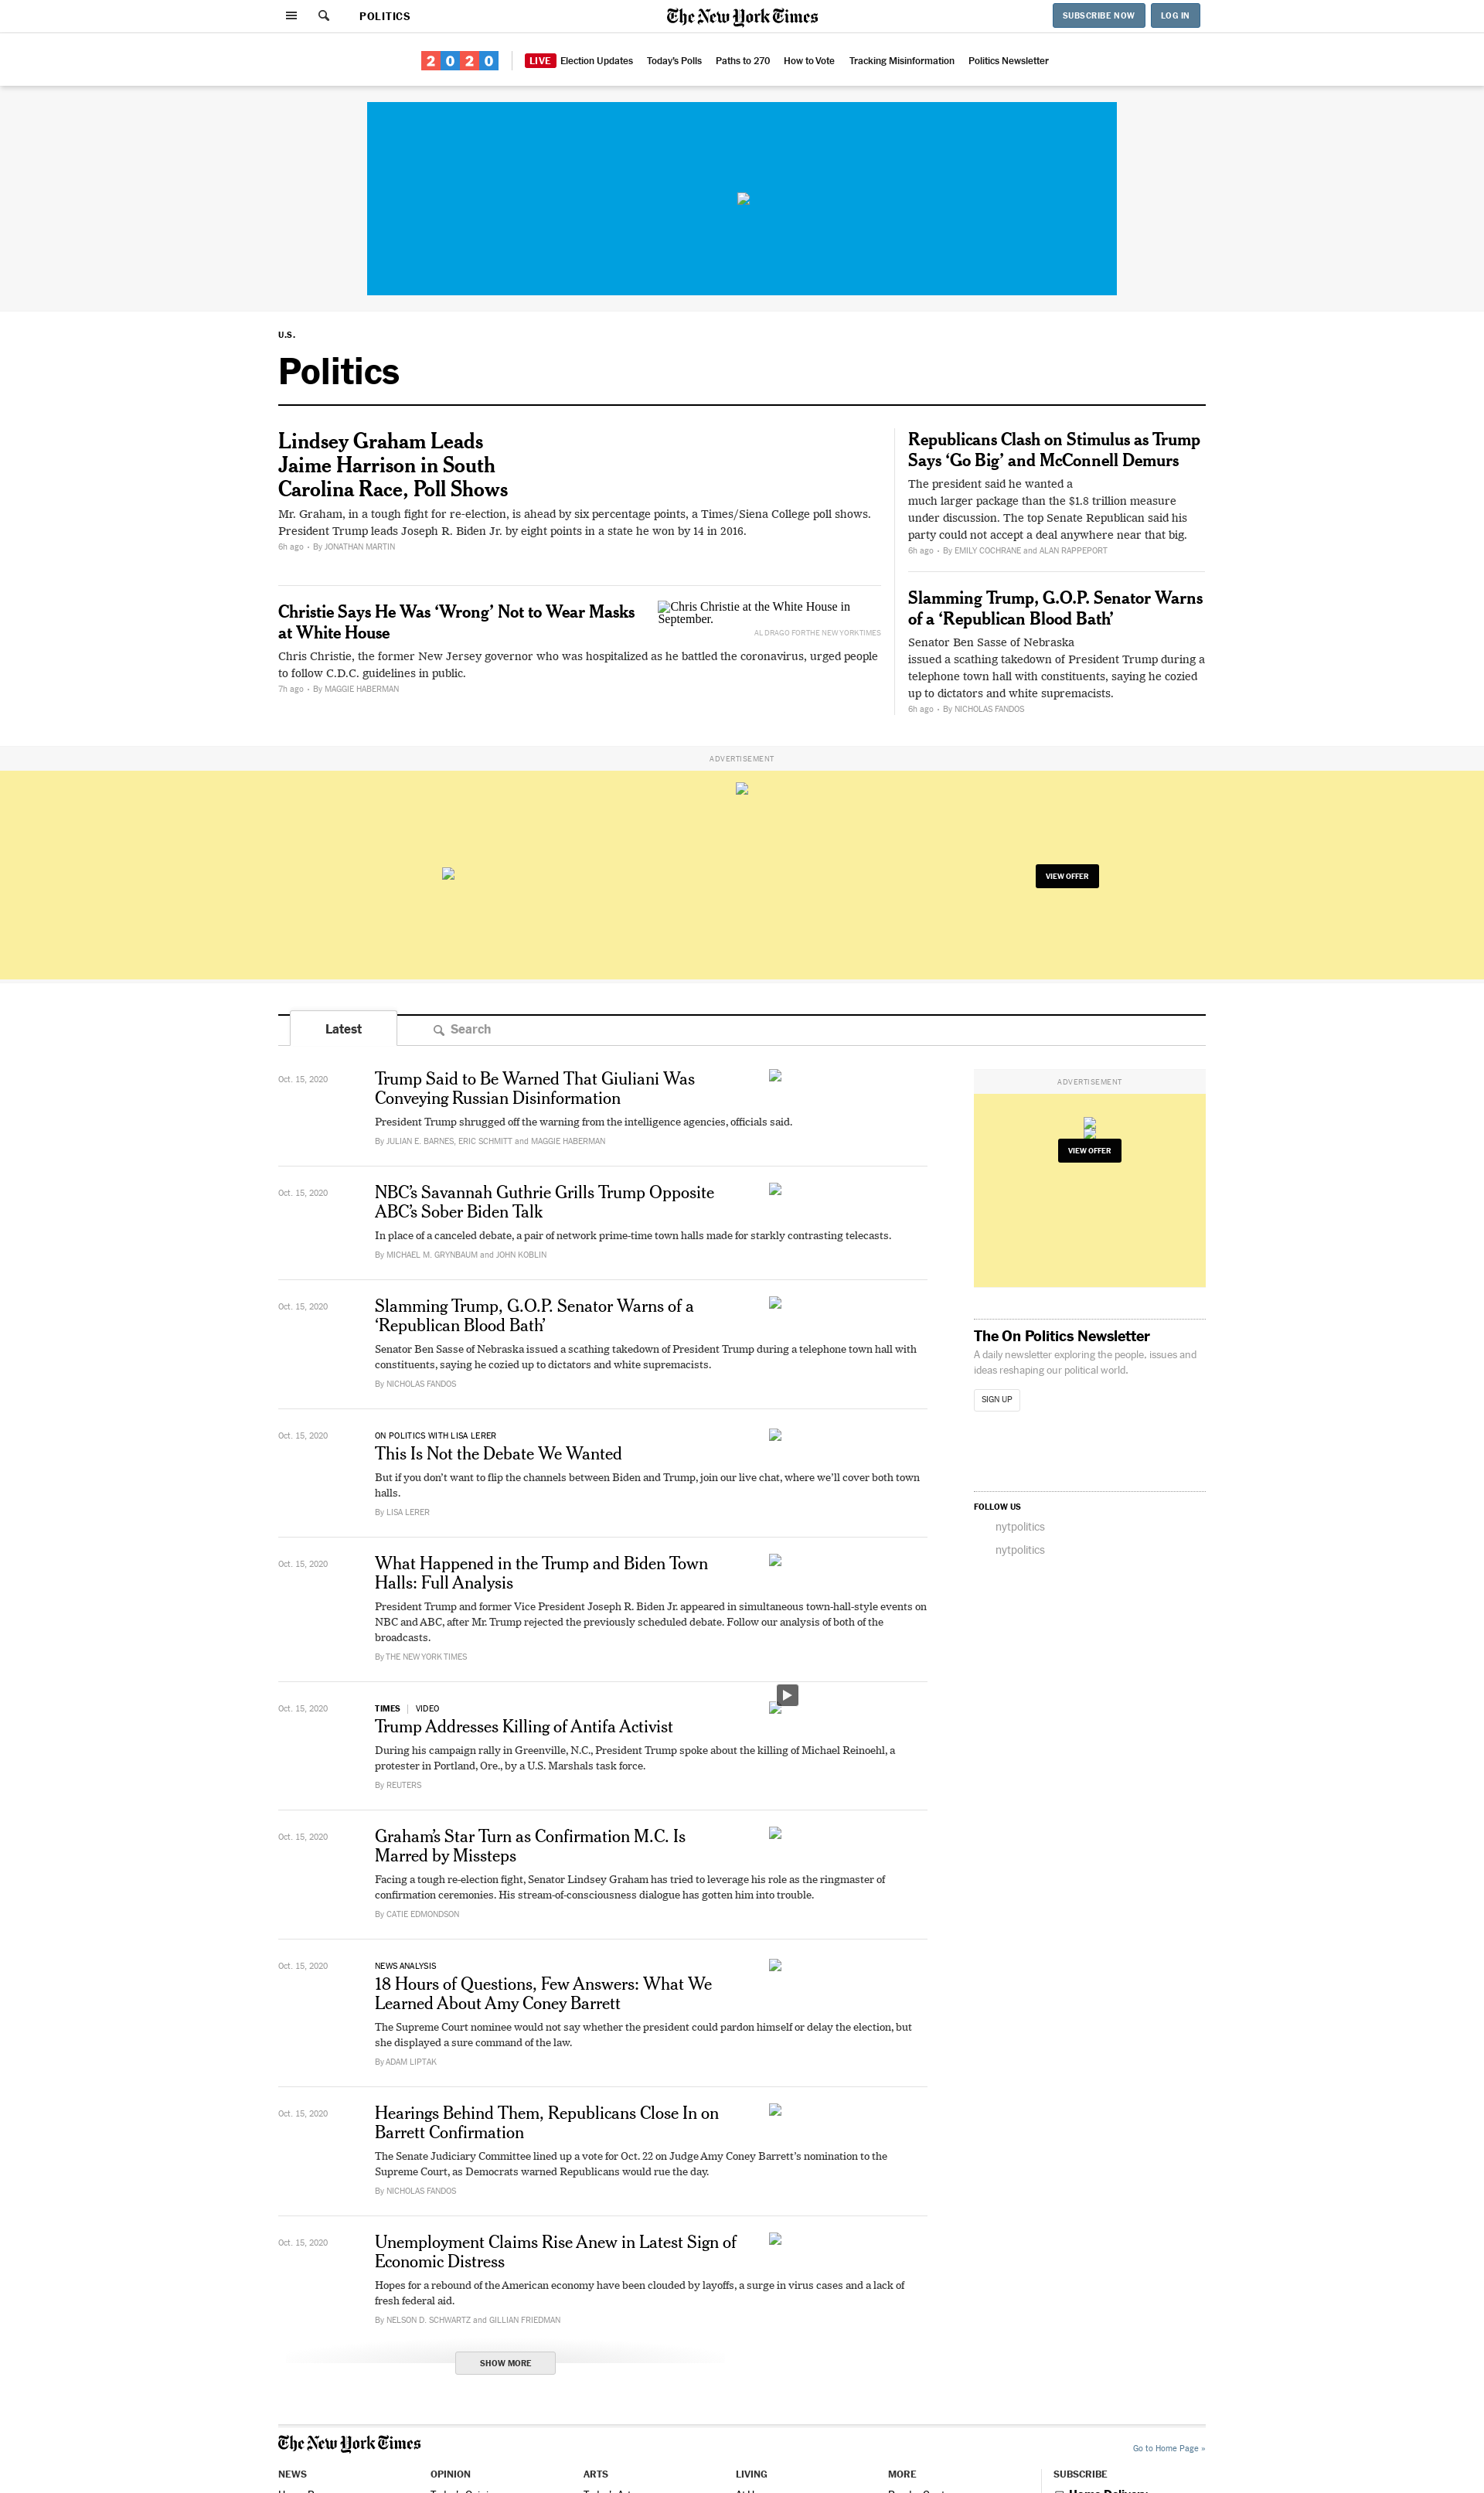 POLITICS
The New York Times
SUBSCRIBE NOW
LOG IN
2020
LIVE Election Updates
Today's Polls
Paths to 270
How to Vote
Tracking Misinformation
Politics Newsletter
U.S.
Politics
Lindsey Graham Leads
Jaime Harrison in South
Carolina Race, Poll Shows
Mr. Graham, in a tough fight for re-election, is ahead by six percentage points, a Times/Siena College poll shows.
President Trump leads Joseph R. Biden Jr. by eight points in a state he won by 14 in 2016.
6h ago • By JONATHAN MARTIN
Christie Says He Was ‘Wrong’ Not to Wear Masks
at White House
Chris Christie at the White House in
September.
AL DRAGO FOR THE NEW YORK TIMES
Chris Christie, the former New Jersey governor who was hospitalized as he battled the coronavirus, urged people
to follow C.D.C. guidelines in public.
7h ago • By MAGGIE HABERMAN
Republicans Clash on Stimulus as Trump
Says ‘Go Big’ and McConnell Demurs
The president said he wanted a
much larger package than the $1.8 trillion measure
under discussion. The top Senate Republican said his
party could not accept a deal anywhere near that big.
6h ago • By EMILY COCHRANE and ALAN RAPPEPORT
Slamming Trump, G.O.P. Senator Warns
of a ‘Republican Blood Bath’
Senator Ben Sasse of Nebraska
issued a scathing takedown of President Trump during a
telephone town hall with constituents, saying he cozied
up to dictators and white supremacists.
6h ago • By NICHOLAS FANDOS
ADVERTISEMENT
VIEW OFFER
Latest
Search
Oct. 15, 2020
Trump Said to Be Warned That Giuliani Was
Conveying Russian Disinformation
President Trump shrugged off the warning from the intelligence agencies, officials said.
By JULIAN E. BARNES, ERIC SCHMITT and MAGGIE HABERMAN
Oct. 15, 2020
NBC’s Savannah Guthrie Grills Trump Opposite
ABC’s Sober Biden Talk
In place of a canceled debate, a pair of network prime-time town halls made for starkly contrasting telecasts.
By MICHAEL M. GRYNBAUM and JOHN KOBLIN
Oct. 15, 2020
Slamming Trump, G.O.P. Senator Warns of a
‘Republican Blood Bath’
Senator Ben Sasse of Nebraska issued a scathing takedown of President Trump during a telephone town hall with
constituents, saying he cozied up to dictators and white supremacists.
By NICHOLAS FANDOS
Oct. 15, 2020
ON POLITICS WITH LISA LERER
This Is Not the Debate We Wanted
But if you don’t want to flip the channels between Biden and Trump, join our live chat, where we’ll cover both town
halls.
By LISA LERER
Oct. 15, 2020
What Happened in the Trump and Biden Town
Halls: Full Analysis
President Trump and former Vice President Joseph R. Biden Jr. appeared in simultaneous town-hall-style events on
NBC and ABC, after Mr. Trump rejected the previously scheduled debate. Follow our analysis of both of the
broadcasts.
By THE NEW YORK TIMES
Oct. 15, 2020
TIMES | VIDEO
Trump Addresses Killing of Antifa Activist
During his campaign rally in Greenville, N.C., President Trump spoke about the killing of Michael Reinoehl, a
protester in Portland, Ore., by a U.S. Marshals task force.
By REUTERS
Oct. 15, 2020
Graham’s Star Turn as Confirmation M.C. Is
Marred by Missteps
Facing a tough re-election fight, Senator Lindsey Graham has tried to leverage his role as the ringmaster of
confirmation ceremonies. His stream-of-consciousness dialogue has gotten him into trouble.
By CATIE EDMONDSON
Oct. 15, 2020
NEWS ANALYSIS
18 Hours of Questions, Few Answers: What We
Learned About Amy Coney Barrett
The Supreme Court nominee would not say whether the president could pardon himself or delay the election, but
she displayed a sure command of the law.
By ADAM LIPTAK
Oct. 15, 2020
Hearings Behind Them, Republicans Close In on
Barrett Confirmation
The Senate Judiciary Committee lined up a vote for Oct. 22 on Judge Amy Coney Barrett’s nomination to the
Supreme Court, as Democrats warned Republicans would rue the day.
By NICHOLAS FANDOS
Oct. 15, 2020
Unemployment Claims Rise Anew in Latest Sign of
Economic Distress
Hopes for a rebound of the American economy have been clouded by layoffs, a surge in virus cases and a lack of
fresh federal aid.
By NELSON D. SCHWARTZ and GILLIAN FRIEDMAN
SHOW MORE
ADVERTISEMENT
VIEW OFFER
The On Politics Newsletter
A daily newsletter exploring the people, issues and
ideas reshaping our political world.
SIGN UP
FOLLOW US
nytpolitics
nytpolitics
The New York Times
Go to Home Page »
NEWS
OPINION
ARTS
LIVING
MORE
SUBSCRIBE